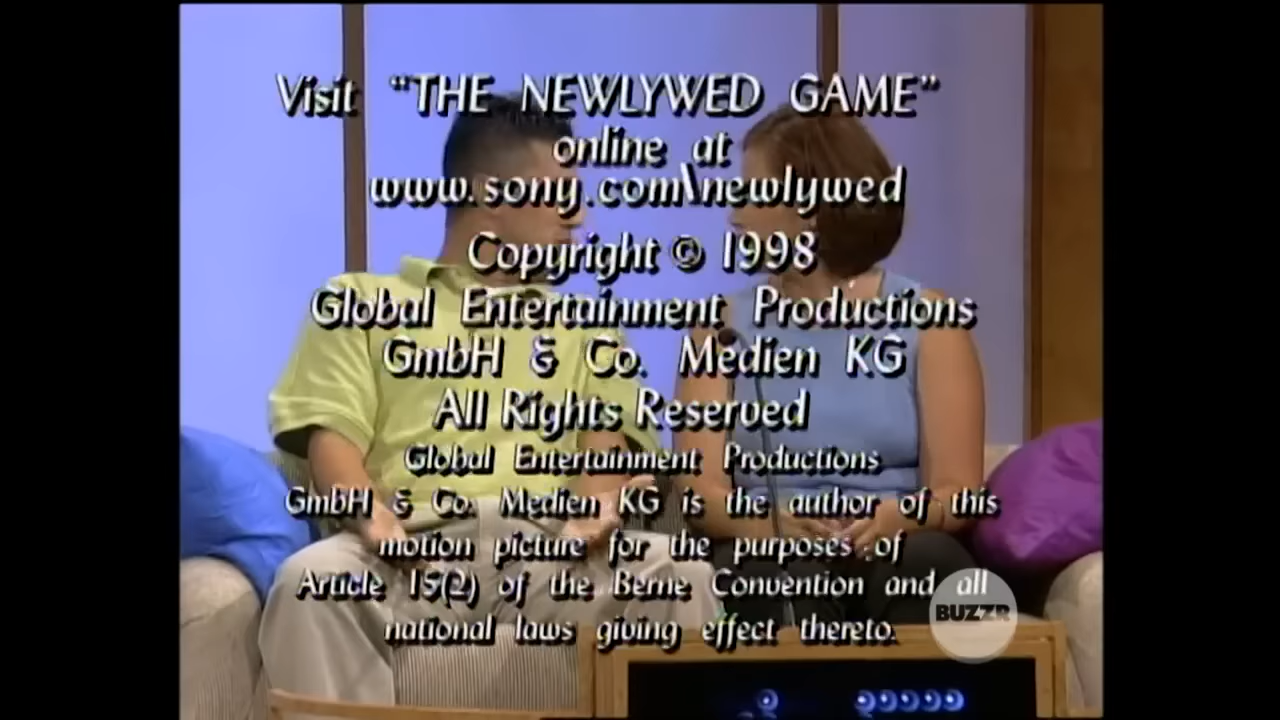 Visit “THE NEWLYWED GAME”
online at
www.sony.com\newlywed
Copyright © 1998
Global Entertainment Productions
GmbH & Co. Medien KG
All Rights Reserved
Global Entertainment Productions
GmbH & Co. Medien KG is the author of this
motion picture for the purposes of
Article 15(2) of the Berne Convention and all
national laws giving effect thereto.
BUZZR